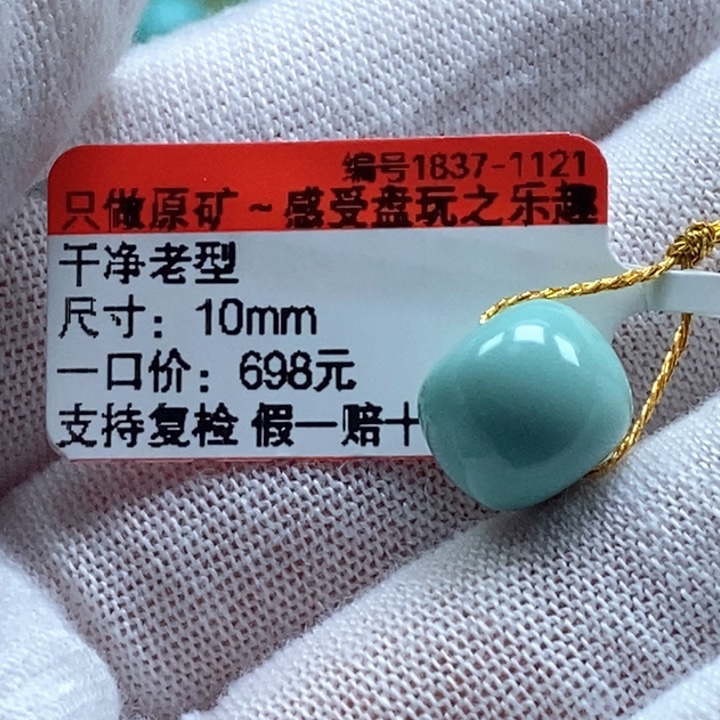 编号1837-1121
只做原矿~感受盘玩之乐趣
干净老型
尺寸：10mm
一口价：698元
支持复检 假一赔十